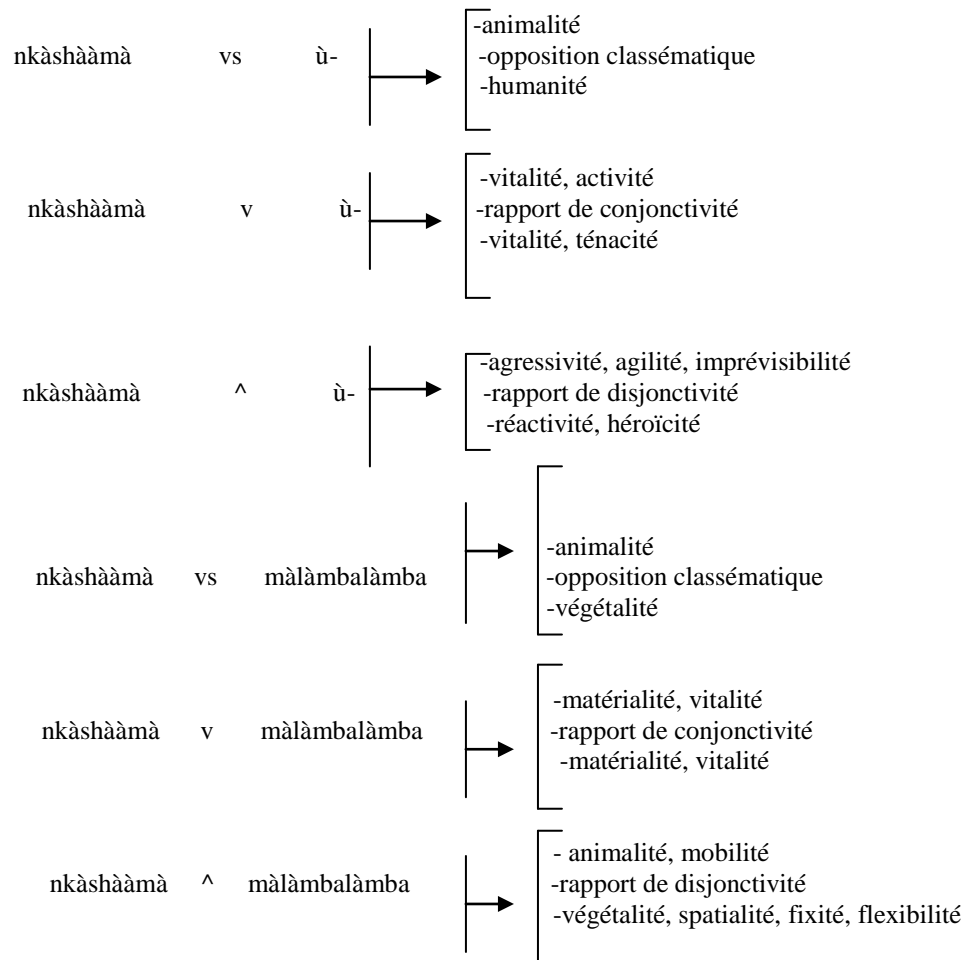 -animalité
nkàshààmà vs ù- -opposition classématique
-humanité
-vitalité, activité
nkàshààmà v ù- -rapport de conjonctivité
-vitalité, ténacité
-agressivité, agilité, imprévisibilité
nkàshààmà ^ ù- -rapport de disjonctivité
-réactivité, héroïcité
-animalité
nkàshààmà vs màlàmbalàmba -opposition classématique
-végétalité
-matérialité, vitalité
nkàshààmà v màlàmbalàmba -rapport de conjonctivité
-matérialité, vitalité
- animalité, mobilité
nkàshààmà ^ màlàmbalàmba -rapport de disjonctivité
-végétalité, spatialité, fixité, flexibilité